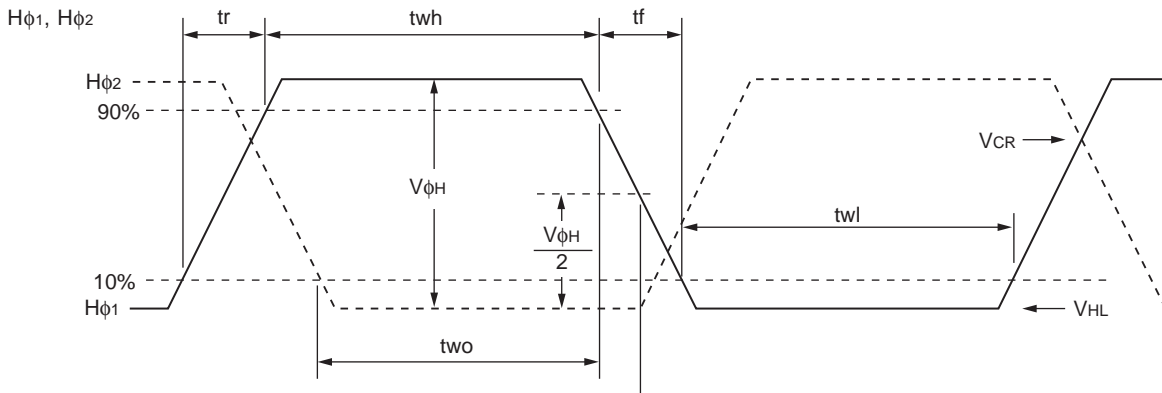 Hφ1, Hφ2
tr
twh
tf
Hφ2
90%
VCR
VφH
VφH
2
twl
10%
Hφ1
VHL
two